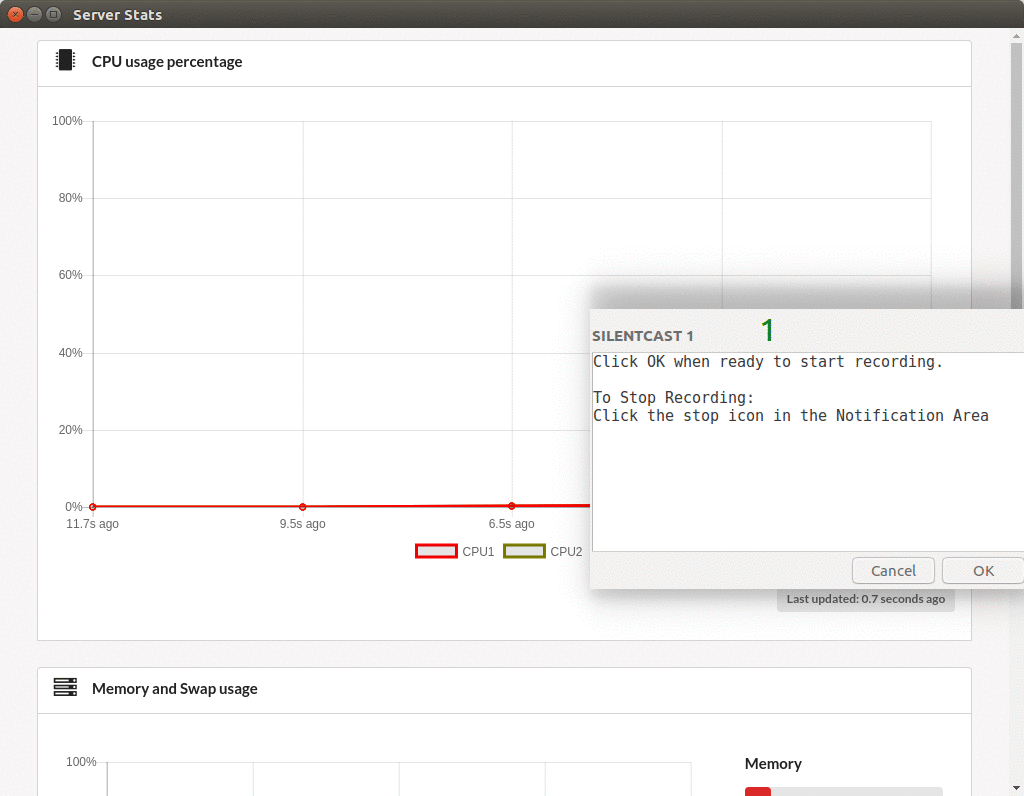 Server Stats
CPU usage percentage
100%
80%
60%
40%
20%
0%
11.7s ago
9.5s ago
6.5s ago
CPU1
CPU2
SILENTCAST 1
1
Click OK when ready to start recording.
To Stop Recording:
Click the stop icon in the Notification Area
Cancel
OK
Last updated: 0.7 seconds ago
Memory and Swap usage
100%
Memory